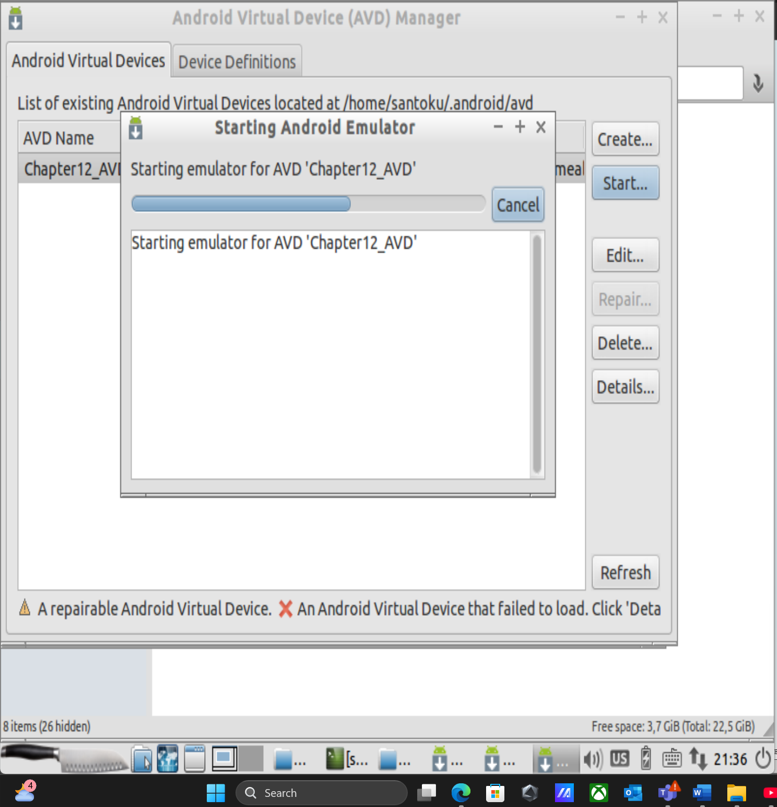 Android Virtual Device (AVD) Manager
Android Virtual Devices
Device Definitions
List of existing Android Virtual Devices located at /home/santoku/.android/avd
AVD Name
Starting Android Emulator
Create...
Chapter12_AVD
Starting emulator for AVD 'Chapter12_AVD'
Start...
Cancel
Starting emulator for AVD 'Chapter12_AVD'
Edit...
Repair...
Delete...
Details...
Refresh
A repairable Android Virtual Device. An Android Virtual Device that failed to load. Click 'Deta
8 items (26 hidden)
Free space: 3,7 GiB (Total: 22,5 GiB)
... [s... ... ... ... ... US 21:36
4 Search